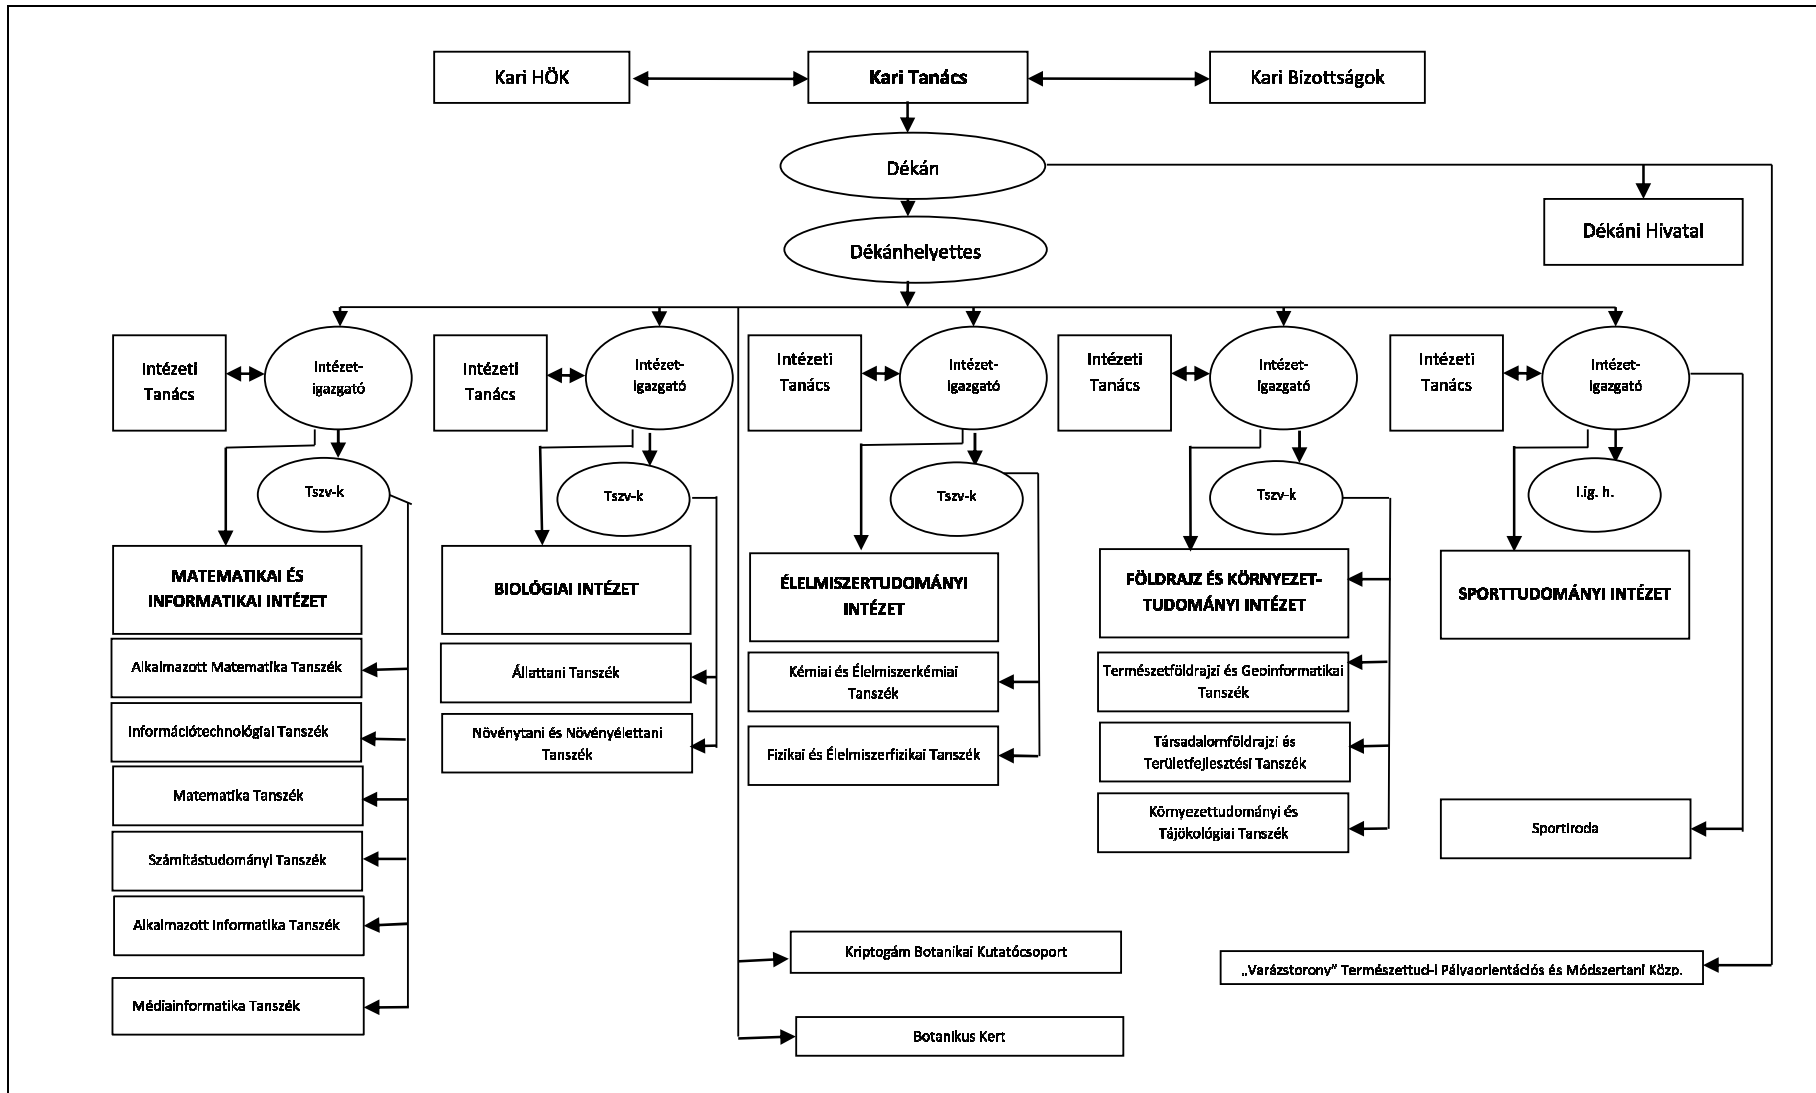 Kari HÖK
Kari Tanács
Kari Bizottságok
Dékán
Dékáni Hivatal
Dékánhelyettes
Intézeti
Tanács
Intézet-
igazgató
Intézeti
Tanács
Intézet-
igazgató
Intézeti
Tanács
Intézet-
igazgató
Intézeti
Tanács
Intézet-
igazgató
Intézeti
Tanács
Intézet-
igazgató
Tszv-k
Tszv-k
Tszv-k
Tszv-k
I.ig. h.
MATEMATIKAI ÉS
INFORMATIKAI INTÉZET
Alkalmazott Matematika Tanszék
Információtechnológiai Tanszék
Matematika Tanszék
Számítástudományi Tanszék
Alkalmazott Informatika Tanszék
Médiainformatika Tanszék
BIOLÓGIAI INTÉZET
Állattani Tanszék
Növénytani és Növényélettani
Tanszék
ÉLELMISZERTUDOMÁNYI
INTÉZET
Kémiai és Élelmiszerkémiai
Tanszék
Fizikai és Élelmiszerfizikai Tanszék
FÖLDRAJZ ÉS KÖRNYEZET-
TUDOMÁNYI INTÉZET
Természetföldrajzi és Geoinformatikai
Tanszék
Társadalomföldrajzi és
Területfejlesztési Tanszék
Környezettudományi és
Tájökológiai Tanszék
SPORTTUDOMÁNYI INTÉZET
Sportiroda
Kriptogám Botanikai Kutatócsoport
Botanikus Kert
„Varázstorony” Természettud-i Pályaorientációs és Módszertani Közp.